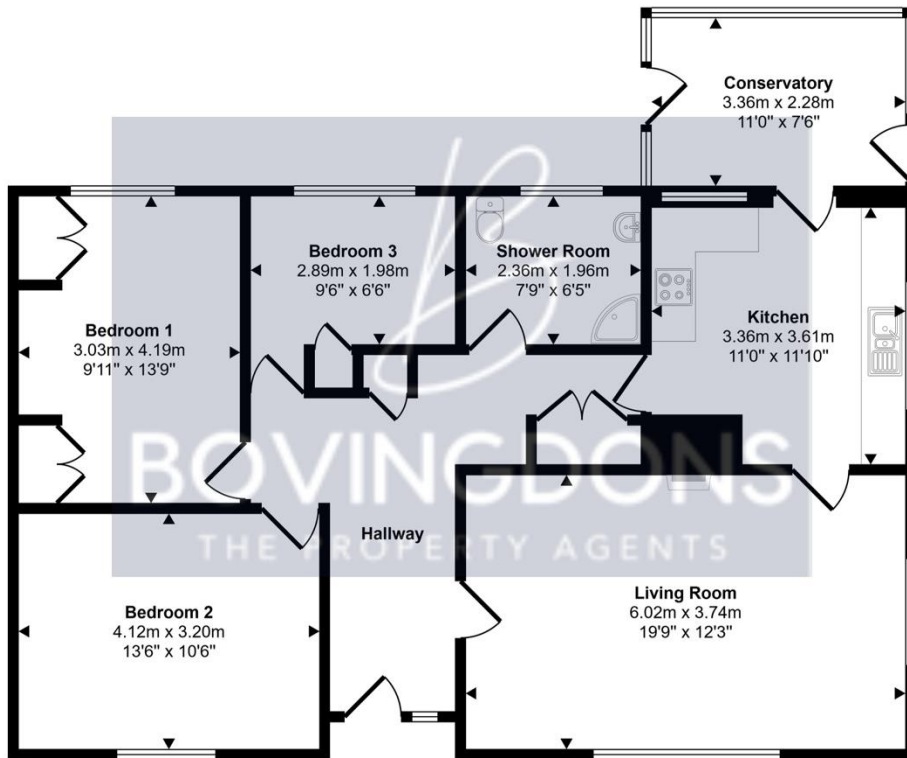 Conservatory
3.36m x 2.28m
11'0" x 7'6"
Bedroom 3
2.89m x 1.98m
9'6" x 6'6"
Shower Room
2.36m x 1.96m
7'9" x 6'5"
Bedroom 1
3.03m x 4.19m
9'11" x 13'9"
Kitchen
3.36m x 3.61m
11'0" x 11'10"
B
BOVINGDONS
THE PROPERTY AGENTS
Hallway
Bedroom 2
4.12m x 3.20m
13'6" x 10'6"
Living Room
6.02m x 3.74m
19'9" x 12'3"